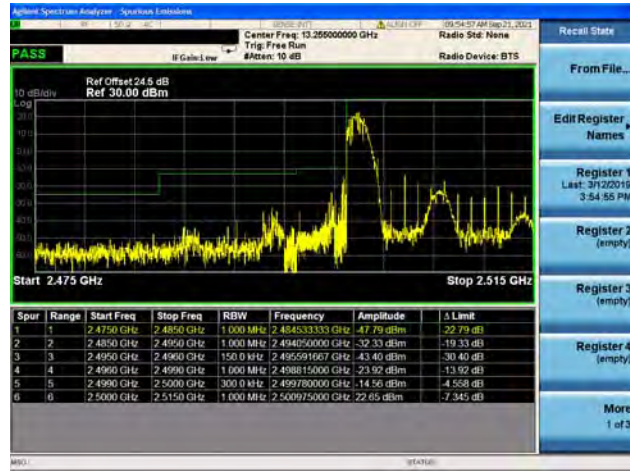 Agilent Spectrum Analyzer - Spurious Emissions
RF 50 Ω AC SENSE:INT ALIGN OFF 09:54:57 AM Sep 21, 2021
Center Freq: 13.255000000 GHz Radio Std: None
Trig: Free Run
PASS IFGain:Low #Atten: 10 dB Radio Device: BTS
Ref Offset 24.5 dB
10 dB/div Ref 30.00 dBm
Log
20.0
10.0
Start 2.475 GHz Stop 2.515 GHz
Spur Range Start Freq Stop Freq RBW Frequency Amplitude Δ Limit
1 1 2.4750 GHz 2.4850 GHz 1.000 MHz 2.484533333 GHz -47.79 dBm -22.79 dB
2 2 2.4850 GHz 2.4950 GHz 1.000 MHz 2.494050000 GHz -32.33 dBm -19.33 dB
3 3 2.4950 GHz 2.4960 GHz 150.0 kHz 2.495591667 GHz -43.40 dBm -30.40 dB
4 4 2.4960 GHz 2.4990 GHz 1.000 MHz 2.498815000 GHz -23.92 dBm -13.92 dB
5 5 2.4990 GHz 2.5000 GHz 300.0 kHz 2.499780000 GHz -14.56 dBm -4.558 dB
6 6 2.5000 GHz 2.5150 GHz 1.000 MHz 2.500975000 GHz 22.65 dBm -7.345 dB
MSG STATUS
Recall State
From File...
Edit Register
Names
Register 1
Last: 3/12/2019
3:54:55 PM
Register 2
(empty)
Register 3
(empty)
Register 4
(empty)
More
1 of 3